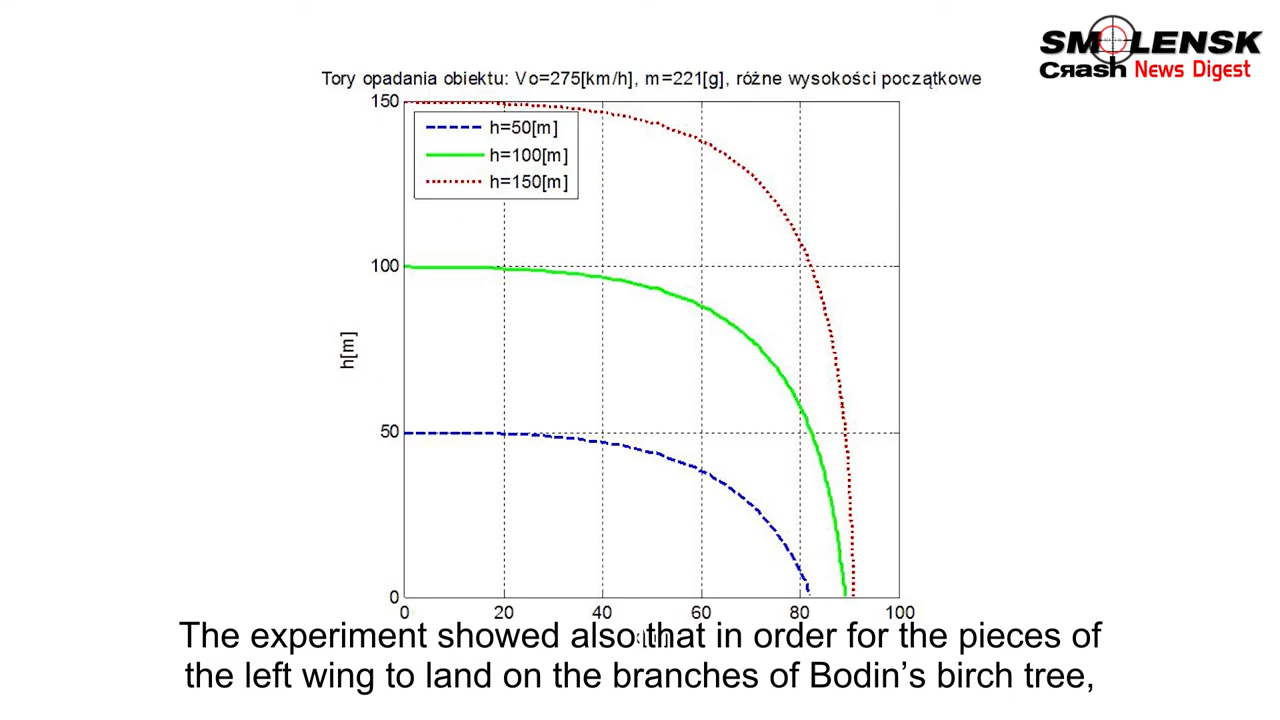 SMOLENSK
CЯasH News Digest
Tory opadania obiektu: Vo=275[km/h], m=221[g], różne wysokości początkowe
150
h=50[m]
h=100[m]
h=150[m]
100
h[m]
50
0
0 20 40 60 80 100
The experiment showed also that in order for the pieces of
the left wing to land on the branches of Bodin’s birch tree,